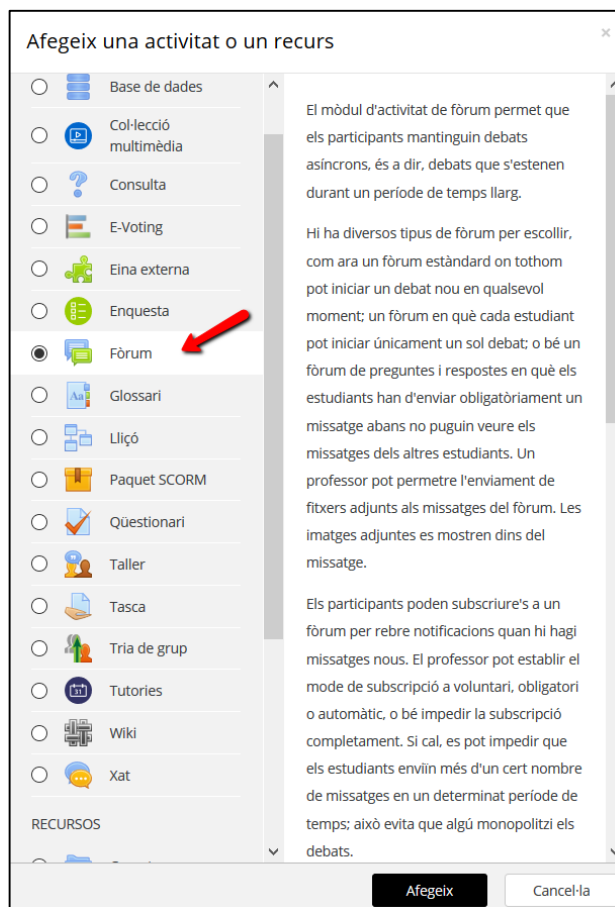 Afegeix una activitat o un recurs
×
Base de dades
Col·lecció
multimèdia
Consulta
E-Voting
Eina externa
Enquesta
Fòrum
Glossari
Lliçó
Paquet SCORM
Qüestionari
Taller
Tasca
Tria de grup
Tutories
Wiki
Xat
RECURSOS
El mòdul d'activitat de fòrum permet que
els participants mantinguin debats
asíncrons, és a dir, debats que s'estenen
durant un període de temps llarg.
Hi ha diversos tipus de fòrum per escollir,
com ara un fòrum estàndard on tothom
pot iniciar un debat nou en qualsevol
moment; un fòrum en què cada estudiant
pot iniciar únicament un sol debat; o bé un
fòrum de preguntes i respostes en què els
estudiants han d'enviar obligatòriament un
missatge abans no puguin veure els
missatges dels altres estudiants. Un
professor pot permetre l'enviament de
fitxers adjunts als missatges del fòrum. Les
imatges adjuntes es mostren dins del
missatge.
Els participants poden subscriure's a un
fòrum per rebre notificacions quan hi hagi
missatges nous. El professor pot establir el
mode de subscripció a voluntari, obligatori
o automàtic, o bé impedir la subscripció
completament. Si cal, es pot impedir que
els estudiants enviïn més d'un cert nombre
de missatges en un determinat període de
temps; això evita que algú monopolitzi els
debats.
Afegeix
Cancel·la